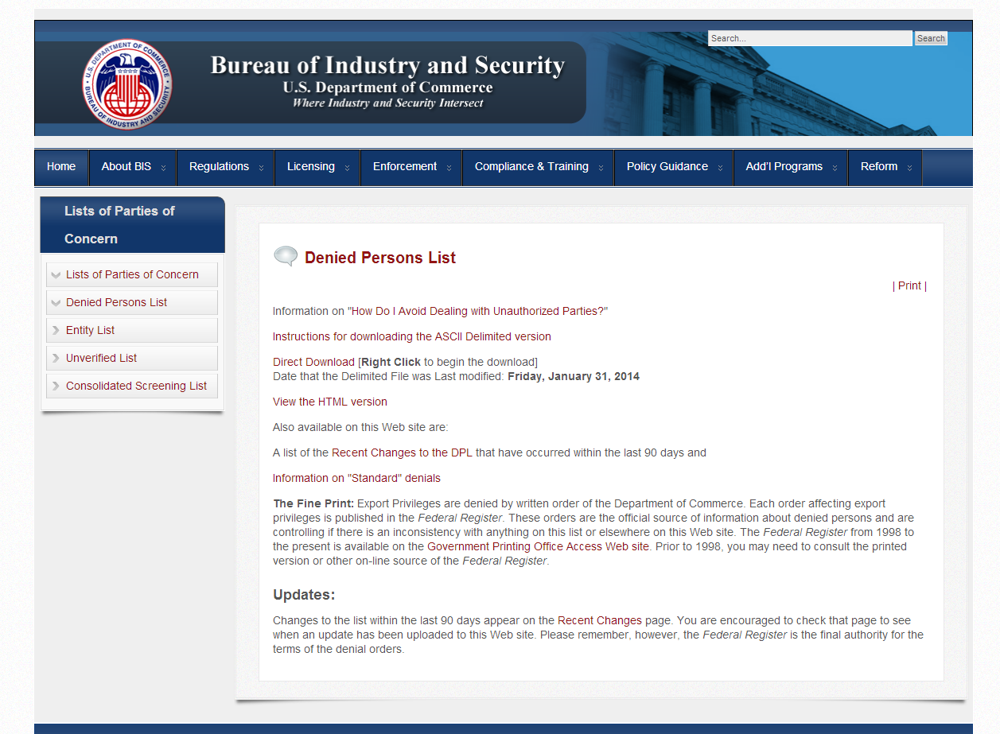 Search...
Search
U.S. DEPARTMENT OF COMMERCE
BUREAU OF INDUSTRY AND SECURITY
Bureau of Industry and Security
U.S. Department of Commerce
Where Industry and Security Intersect
Home
About BIS
Regulations
Licensing
Enforcement
Compliance & Training
Policy Guidance
Add'l Programs
Reform
Lists of Parties of
Concern
Lists of Parties of Concern
Denied Persons List
Entity List
Unverified List
Consolidated Screening List
Denied Persons List
| Print |
Information on "How Do I Avoid Dealing with Unauthorized Parties?"
Instructions for downloading the ASCII Delimited version
Direct Download [Right Click to begin the download]
Date that the Delimited File was Last modified: Friday, January 31, 2014
View the HTML version
Also available on this Web site are:
A list of the Recent Changes to the DPL that have occurred within the last 90 days and
Information on "Standard" denials
The Fine Print: Export Privileges are denied by written order of the Department of Commerce. Each order affecting export
privileges is published in the Federal Register. These orders are the official source of information about denied persons and are
controlling if there is an inconsistency with anything on this list or elsewhere on this Web site. The Federal Register from 1998 to
the present is available on the Government Printing Office Access Web site. Prior to 1998, you may need to consult the printed
version or other on-line source of the Federal Register.
Updates:
Changes to the list within the last 90 days appear on the Recent Changes page. You are encouraged to check that page to see
when an update has been uploaded to this Web site. Please remember, however, the Federal Register is the final authority for the
terms of the denial orders.